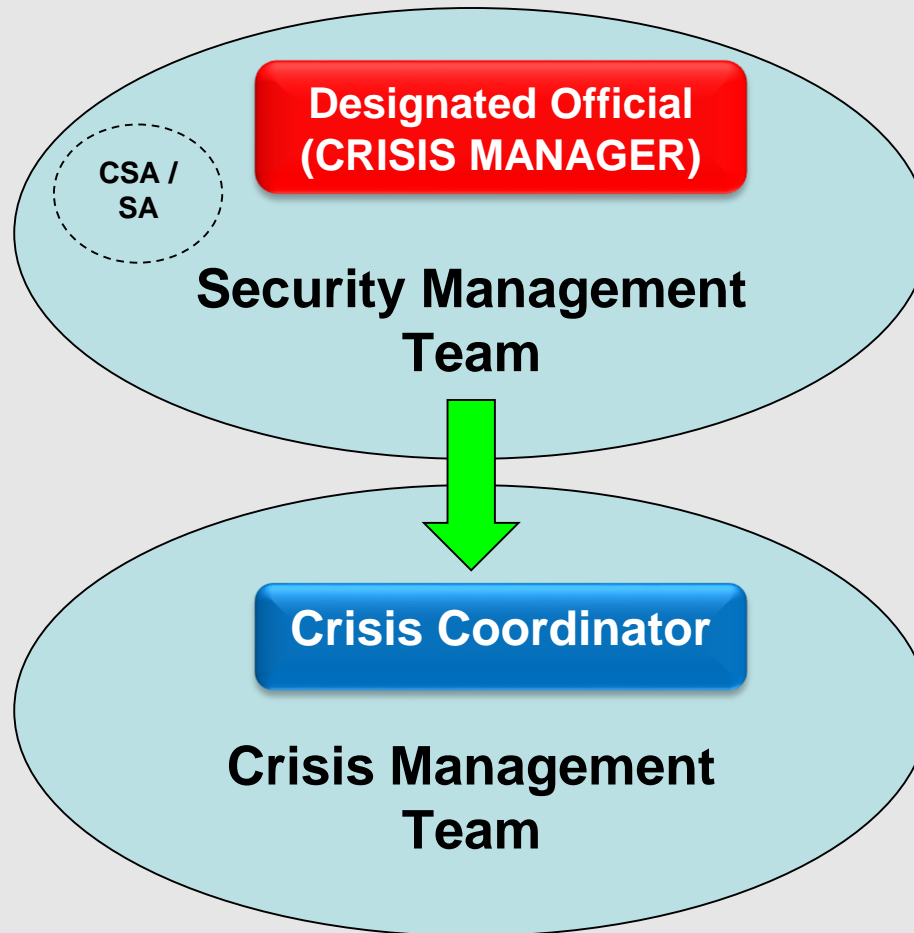 Designated Official
(CRISIS MANAGER)
CSA /
SA
Security Management
Team
Crisis Coordinator
Crisis Management
Team